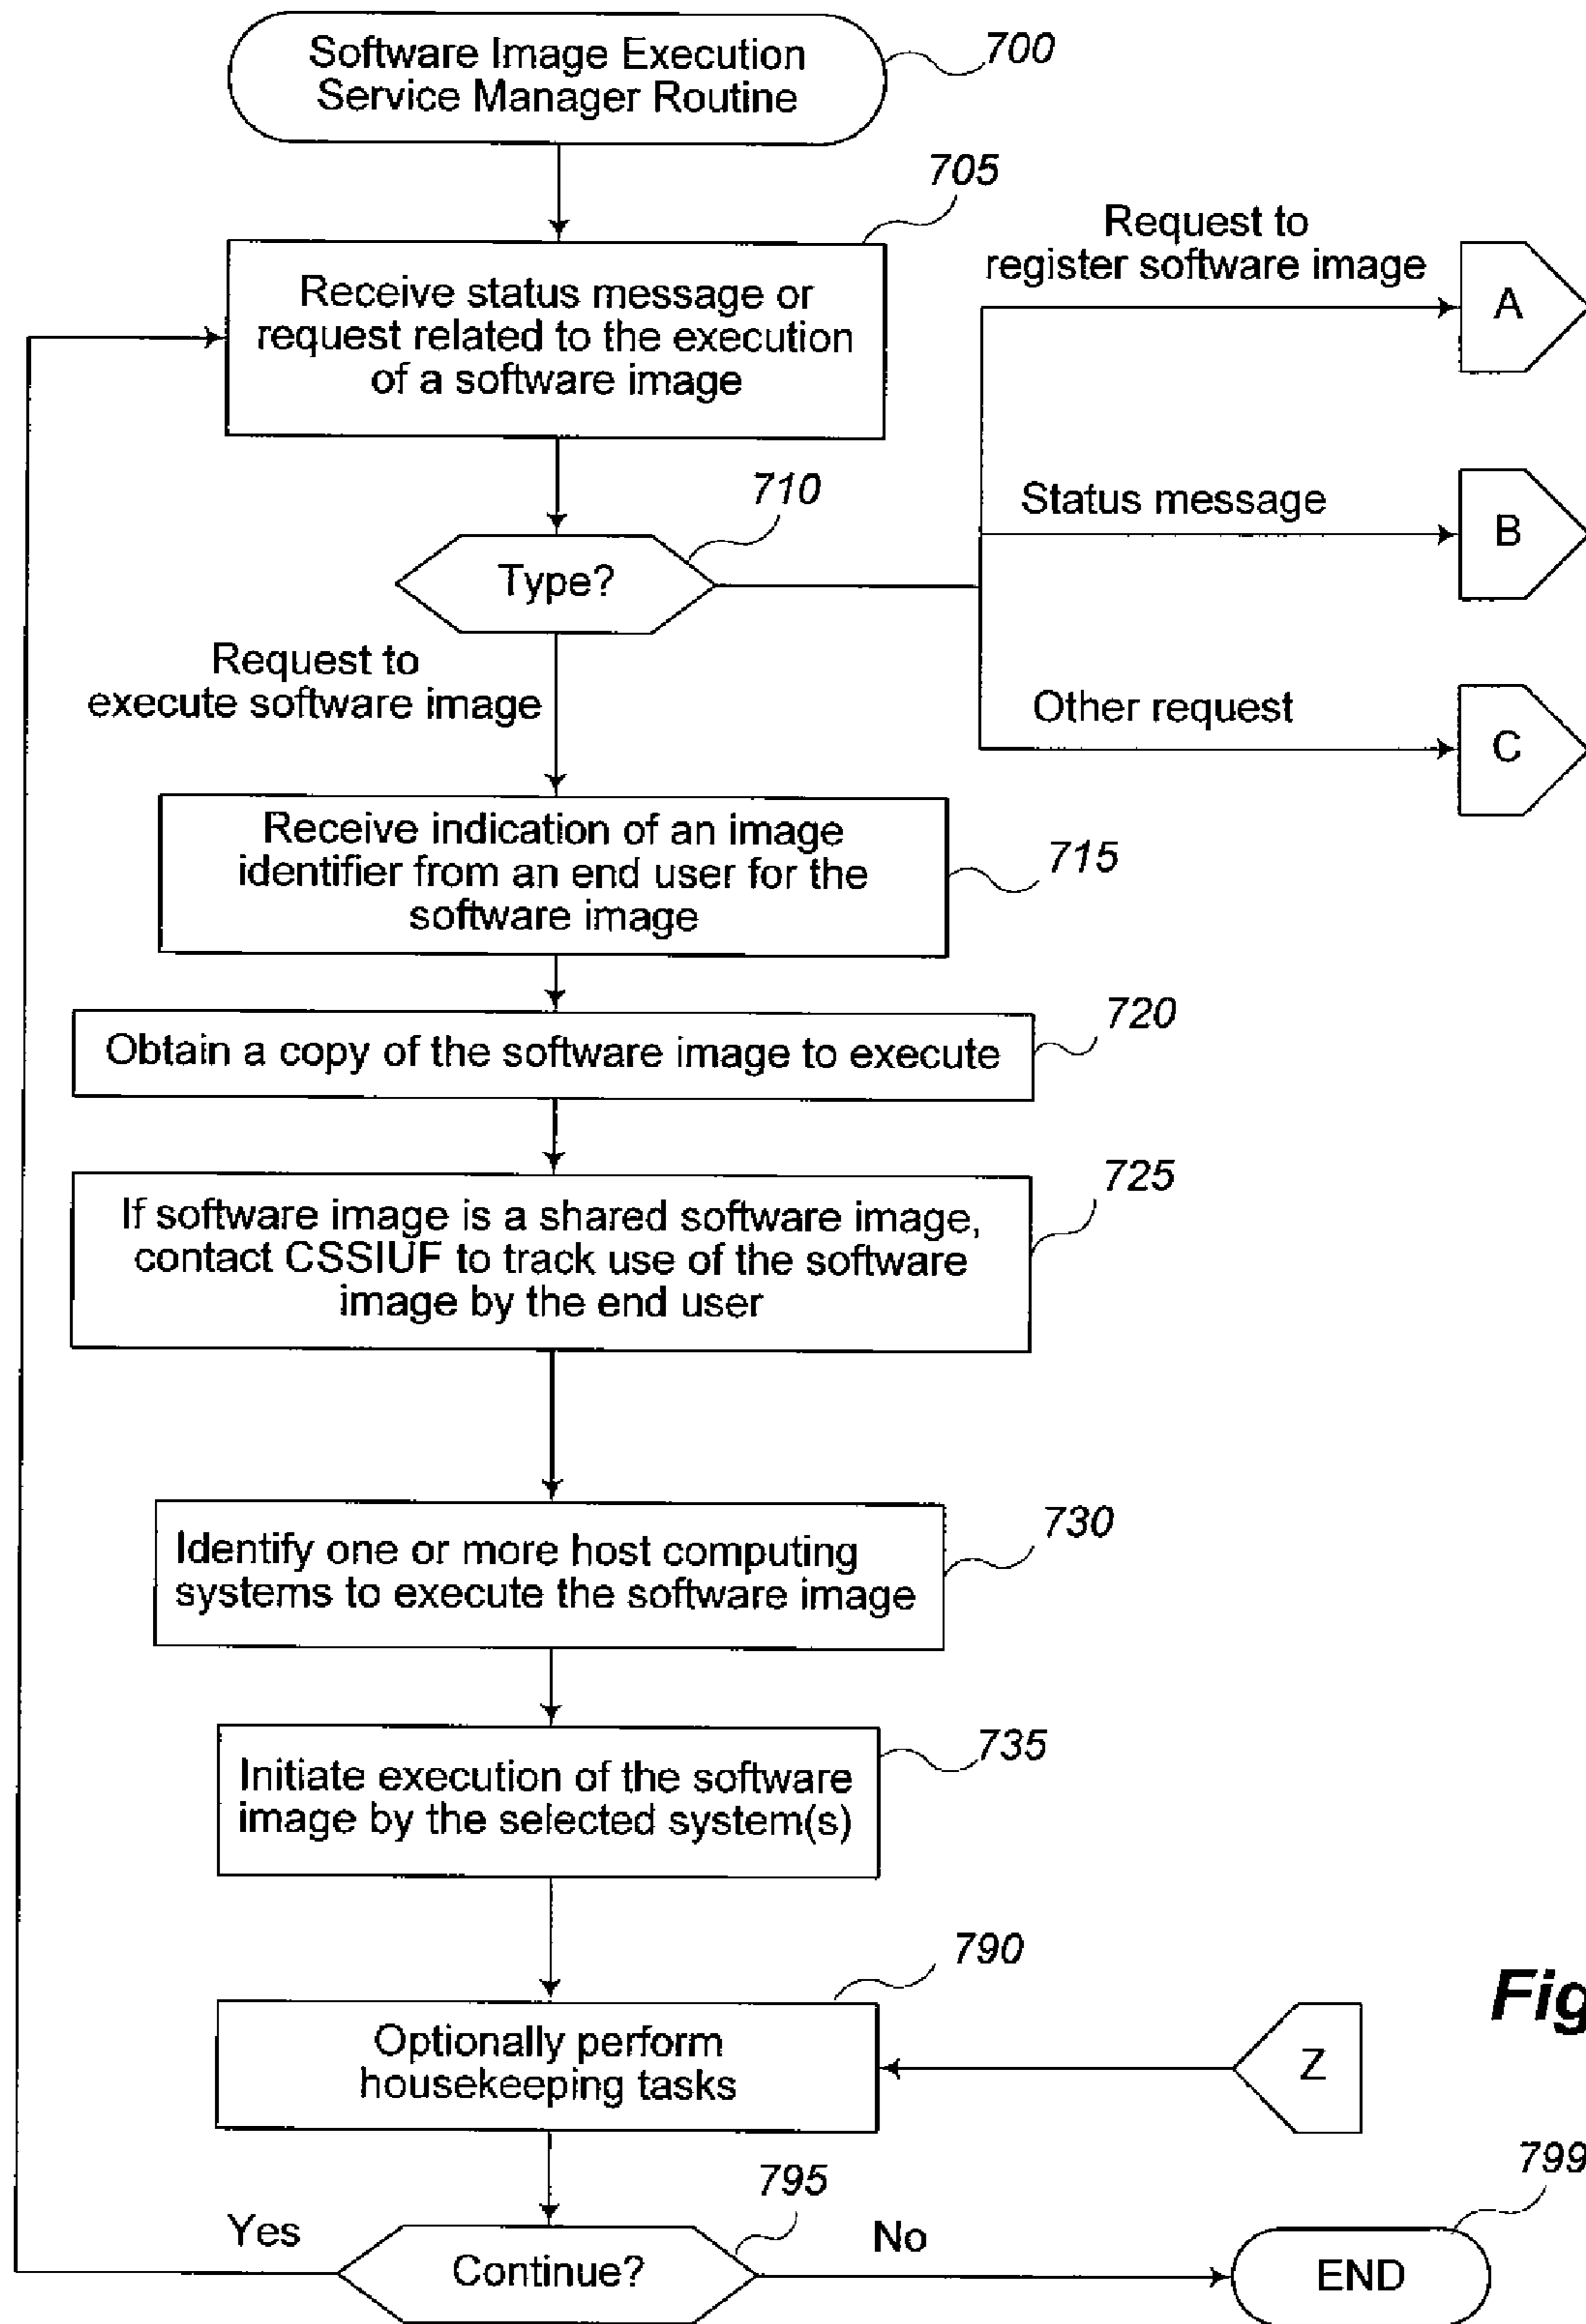 Software Image Execution
Service Manager Routine
700
705
Receive status message or
request related to the execution
of a software image
Request to
register software image
A
710
Type?
Status message
B
Request to
execute software image
Other request
C
Receive indication of an image
identifier from an end user for the
software image
715
720
Obtain a copy of the software image to execute
725
If software image is a shared software image,
contact CSSIUF to track use of the software
image by the end user
730
Identify one or more host computing
systems to execute the software image
735
Initiate execution of the software
image by the selected system(s)
790
Optionally perform
housekeeping tasks
Z
Fig
795
799
Yes
Continue?
No
END